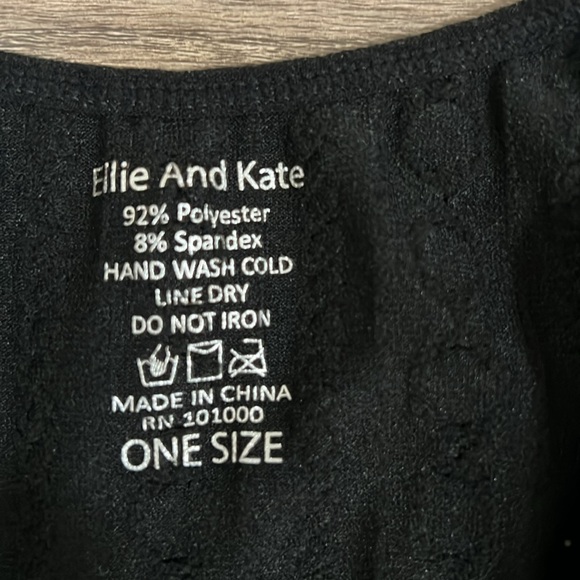 Ellie And Kate
92% Polyester
8% Spandex
HAND WASH COLD
LINE DRY
DO NOT IRON
MADE IN CHINA
RN 101000
ONE SIZE